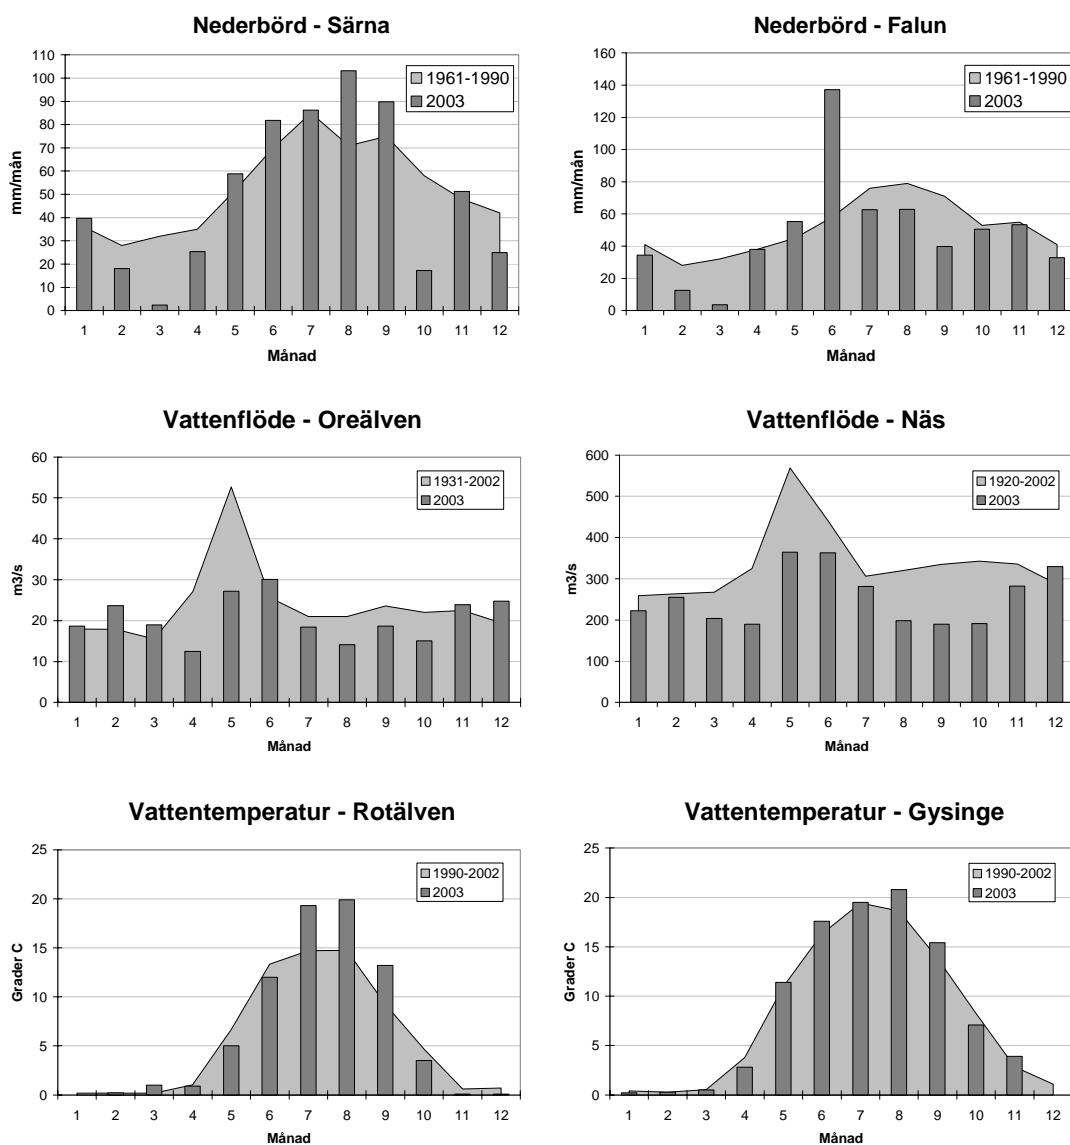 Nederbörd - Särna
110
100
90
80
70
60
50
40
30
20
10
0
mm/mån
1961-1990
2003
1 2 3 4 5 6 7 8 9 10 11 12
Månad
Nederbörd - Falun
160
140
120
100
80
60
40
20
0
mm/mån
1961-1990
2003
1 2 3 4 5 6 7 8 9 10 11 12
Månad
Vattenflöde - Oreälven
60
50
40
30
20
10
0
m3/s
1931-2002
2003
1 2 3 4 5 6 7 8 9 10 11 12
Månad
Vattenflöde - Näs
600
500
400
300
200
100
0
m3/s
1920-2002
2003
1 2 3 4 5 6 7 8 9 10 11 12
Månad
Vattentemperatur - Rotälven
25
20
15
10
5
0
Grader C
1990-2002
2003
1 2 3 4 5 6 7 8 9 10 11 12
Månad
Vattentemperatur - Gysinge
25
20
15
10
5
0
Grader C
1990-2002
2003
1 2 3 4 5 6 7 8 9 10 11 12
Månad